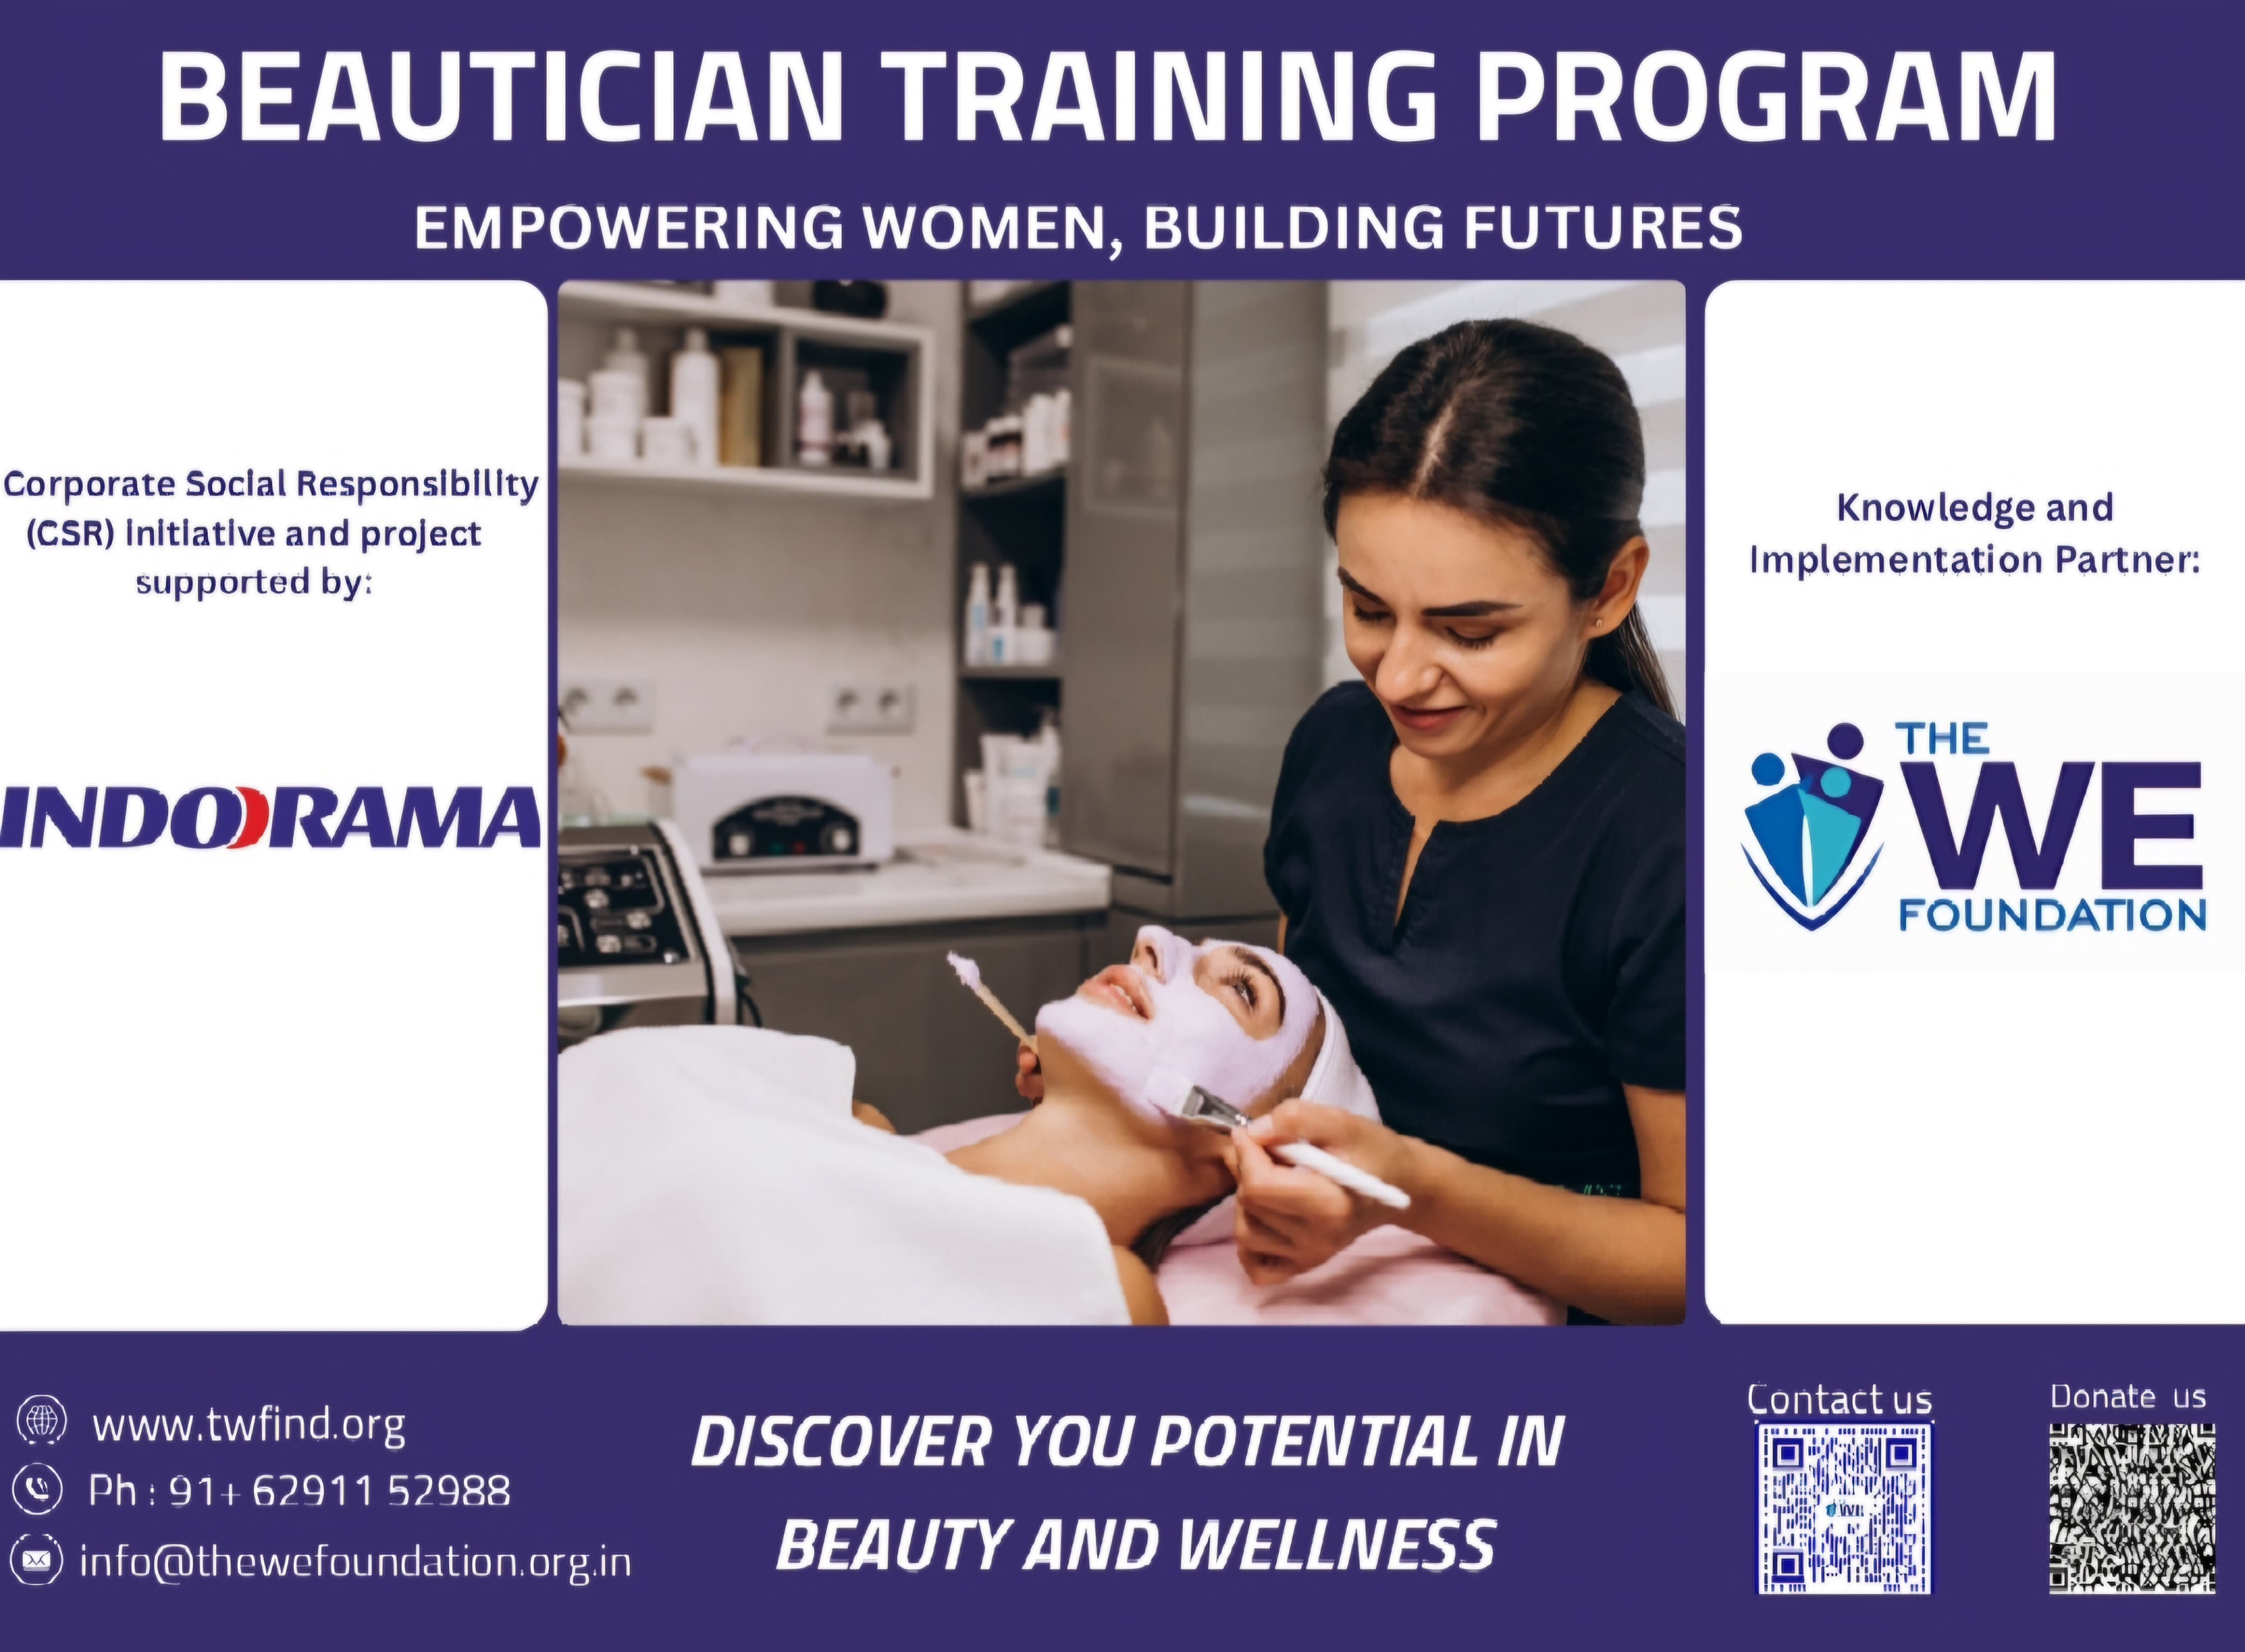 BEAUTICIAN TRAINING PROGRAM
EMPOWERING WOMEN, BUILDING FUTURES
Corporate Social Responsibility
(CSR) initiative and project
supported by:
INDORAMA
Knowledge and
Implementation Partner:
THE
WE
FOUNDATION
www.twfind.org
Ph : 91+ 62911 52988
info@thewefoundation.org.in
DISCOVER YOU POTENTIAL IN
BEAUTY AND WELLNESS
Contact us
Donate us